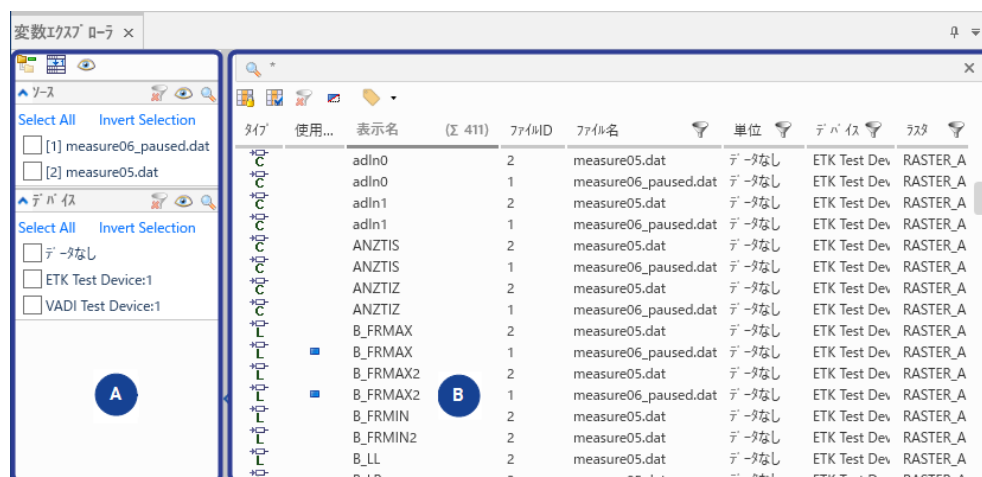 変数ｴｸｽﾌﾟﾛｰﾗ ×
*
ｿｰｽ
Select All Invert Selection
[1] measure06_paused.dat
[2] measure05.dat
ﾃﾞﾊﾞｲｽ
Select All Invert Selection
ﾃﾞｰﾀなし
ETK Test Device:1
VADI Test Device:1
A
ﾀｲﾌﾟ 使用... 表示名 (Σ 411) ﾌｧｲﾙID ﾌｧｲﾙ名 単位 ﾃﾞﾊﾞｲｽ ﾗｽﾀ
C adIn0 2 measure05.dat ﾃﾞｰﾀなし ETK Test Dev RASTER_A
C adIn0 1 measure06_paused.dat ﾃﾞｰﾀなし ETK Test Dev RASTER_A
C adIn1 2 measure05.dat ﾃﾞｰﾀなし ETK Test Dev RASTER_A
C adIn1 1 measure06_paused.dat ﾃﾞｰﾀなし ETK Test Dev RASTER_A
C ANZTIS 2 measure05.dat ﾃﾞｰﾀなし ETK Test Dev RASTER_A
C ANZTIS 1 measure06_paused.dat ﾃﾞｰﾀなし ETK Test Dev RASTER_A
C ANZTIZ 2 measure05.dat ﾃﾞｰﾀなし ETK Test Dev RASTER_A
C ANZTIZ 1 measure06_paused.dat ﾃﾞｰﾀなし ETK Test Dev RASTER_A
L B_FRMAX 2 measure05.dat ﾃﾞｰﾀなし ETK Test Dev RASTER_A
L B_FRMAX 1 measure06_paused.dat ﾃﾞｰﾀなし ETK Test Dev RASTER_A
L B_FRMAX2 2 measure05.dat ﾃﾞｰﾀなし ETK Test Dev RASTER_A
L B_FRMAX2 1 measure06_paused.dat ﾃﾞｰﾀなし ETK Test Dev RASTER_A
B
L B_FRMIN 2 measure05.dat ﾃﾞｰﾀなし ETK Test Dev RASTER_A
L B_FRMIN2 2 measure05.dat ﾃﾞｰﾀなし ETK Test Dev RASTER_A
L B_LL 2 measure05.dat ﾃﾞｰﾀなし ETK Test Dev RASTER_A